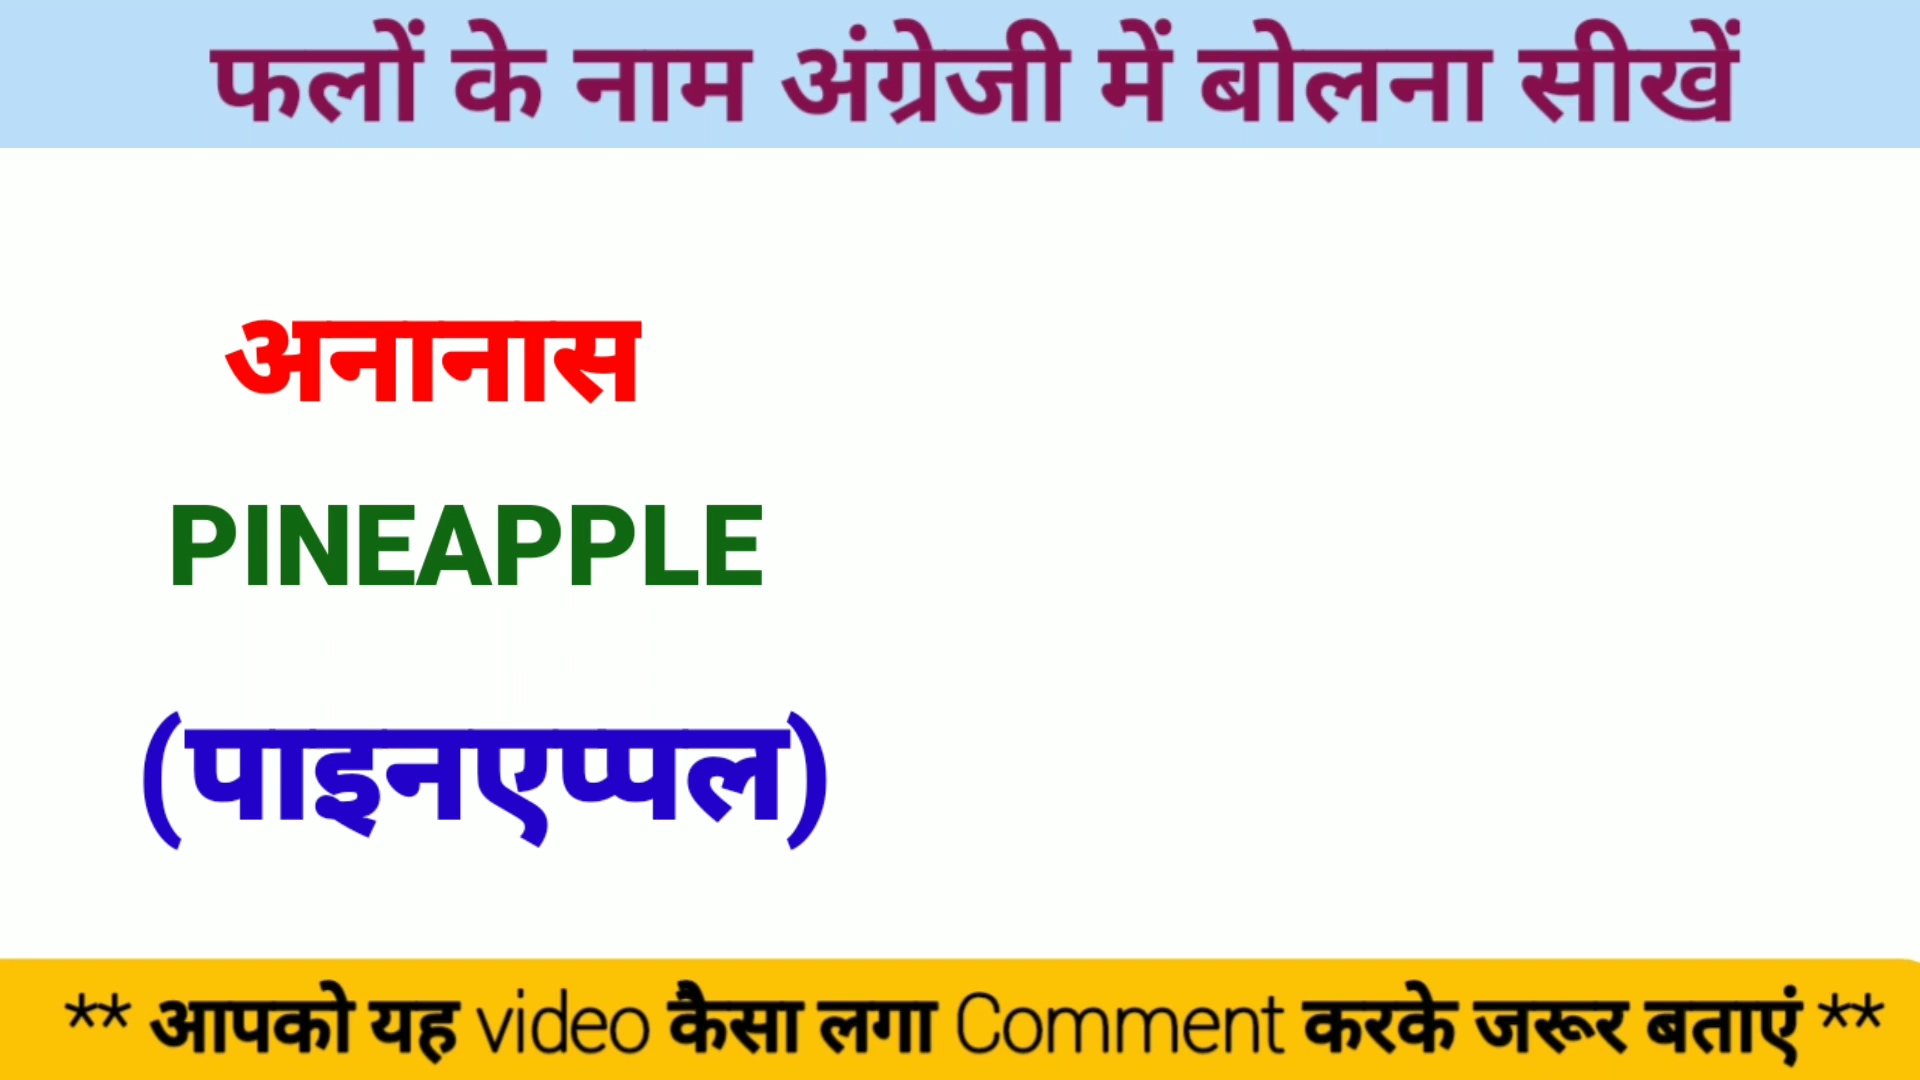 फलों के नाम अंग्रेजी में बोलना सीखें
अनानास
PINEAPPLE
(पाइनएप्पल)
** आपको यह video कैसा लगा Comment करके जरूर बताएं **